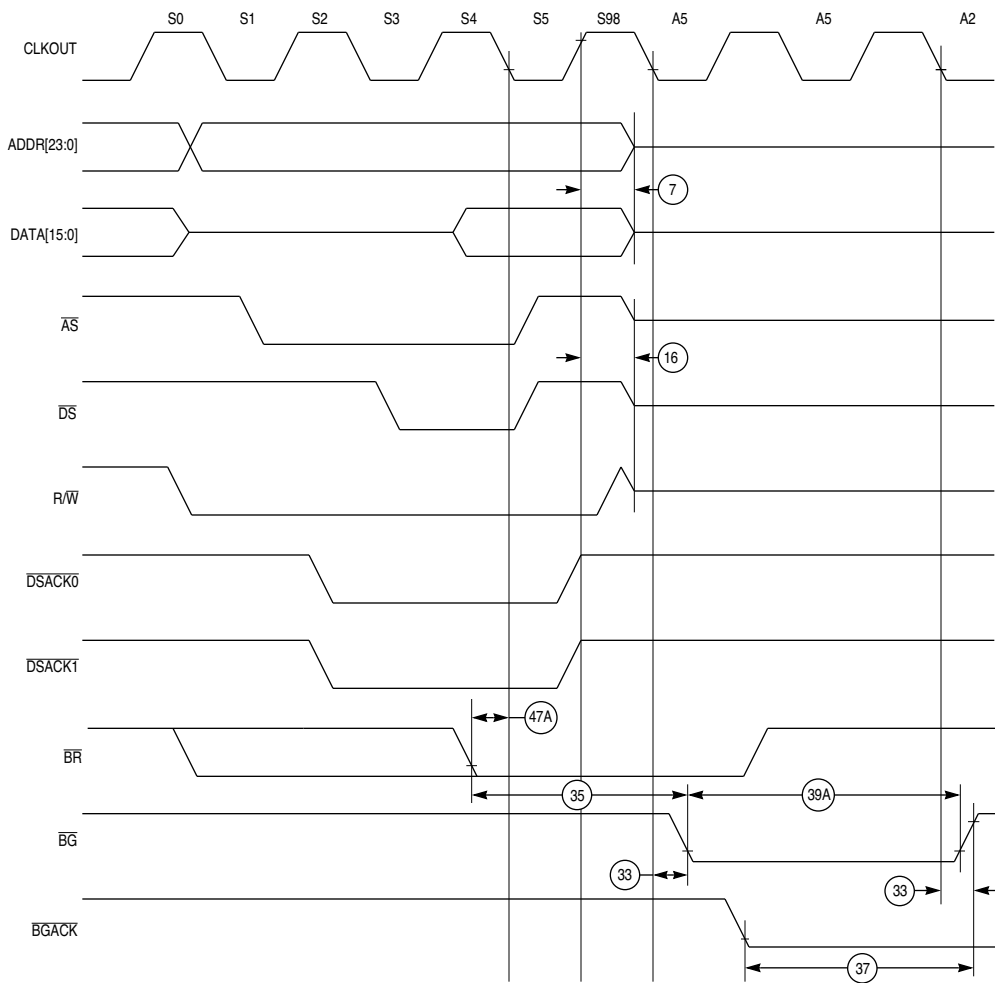 S0 S1 S2 S3 S4 S5 S98 A5 A5 A2
CLKOUT
ADDR[23:0]
7
DATA[15:0]
AS
16
DS
R/W
DSACK0
DSACK1
47A
BR
35 39A
BG
33 33
BGACK
37